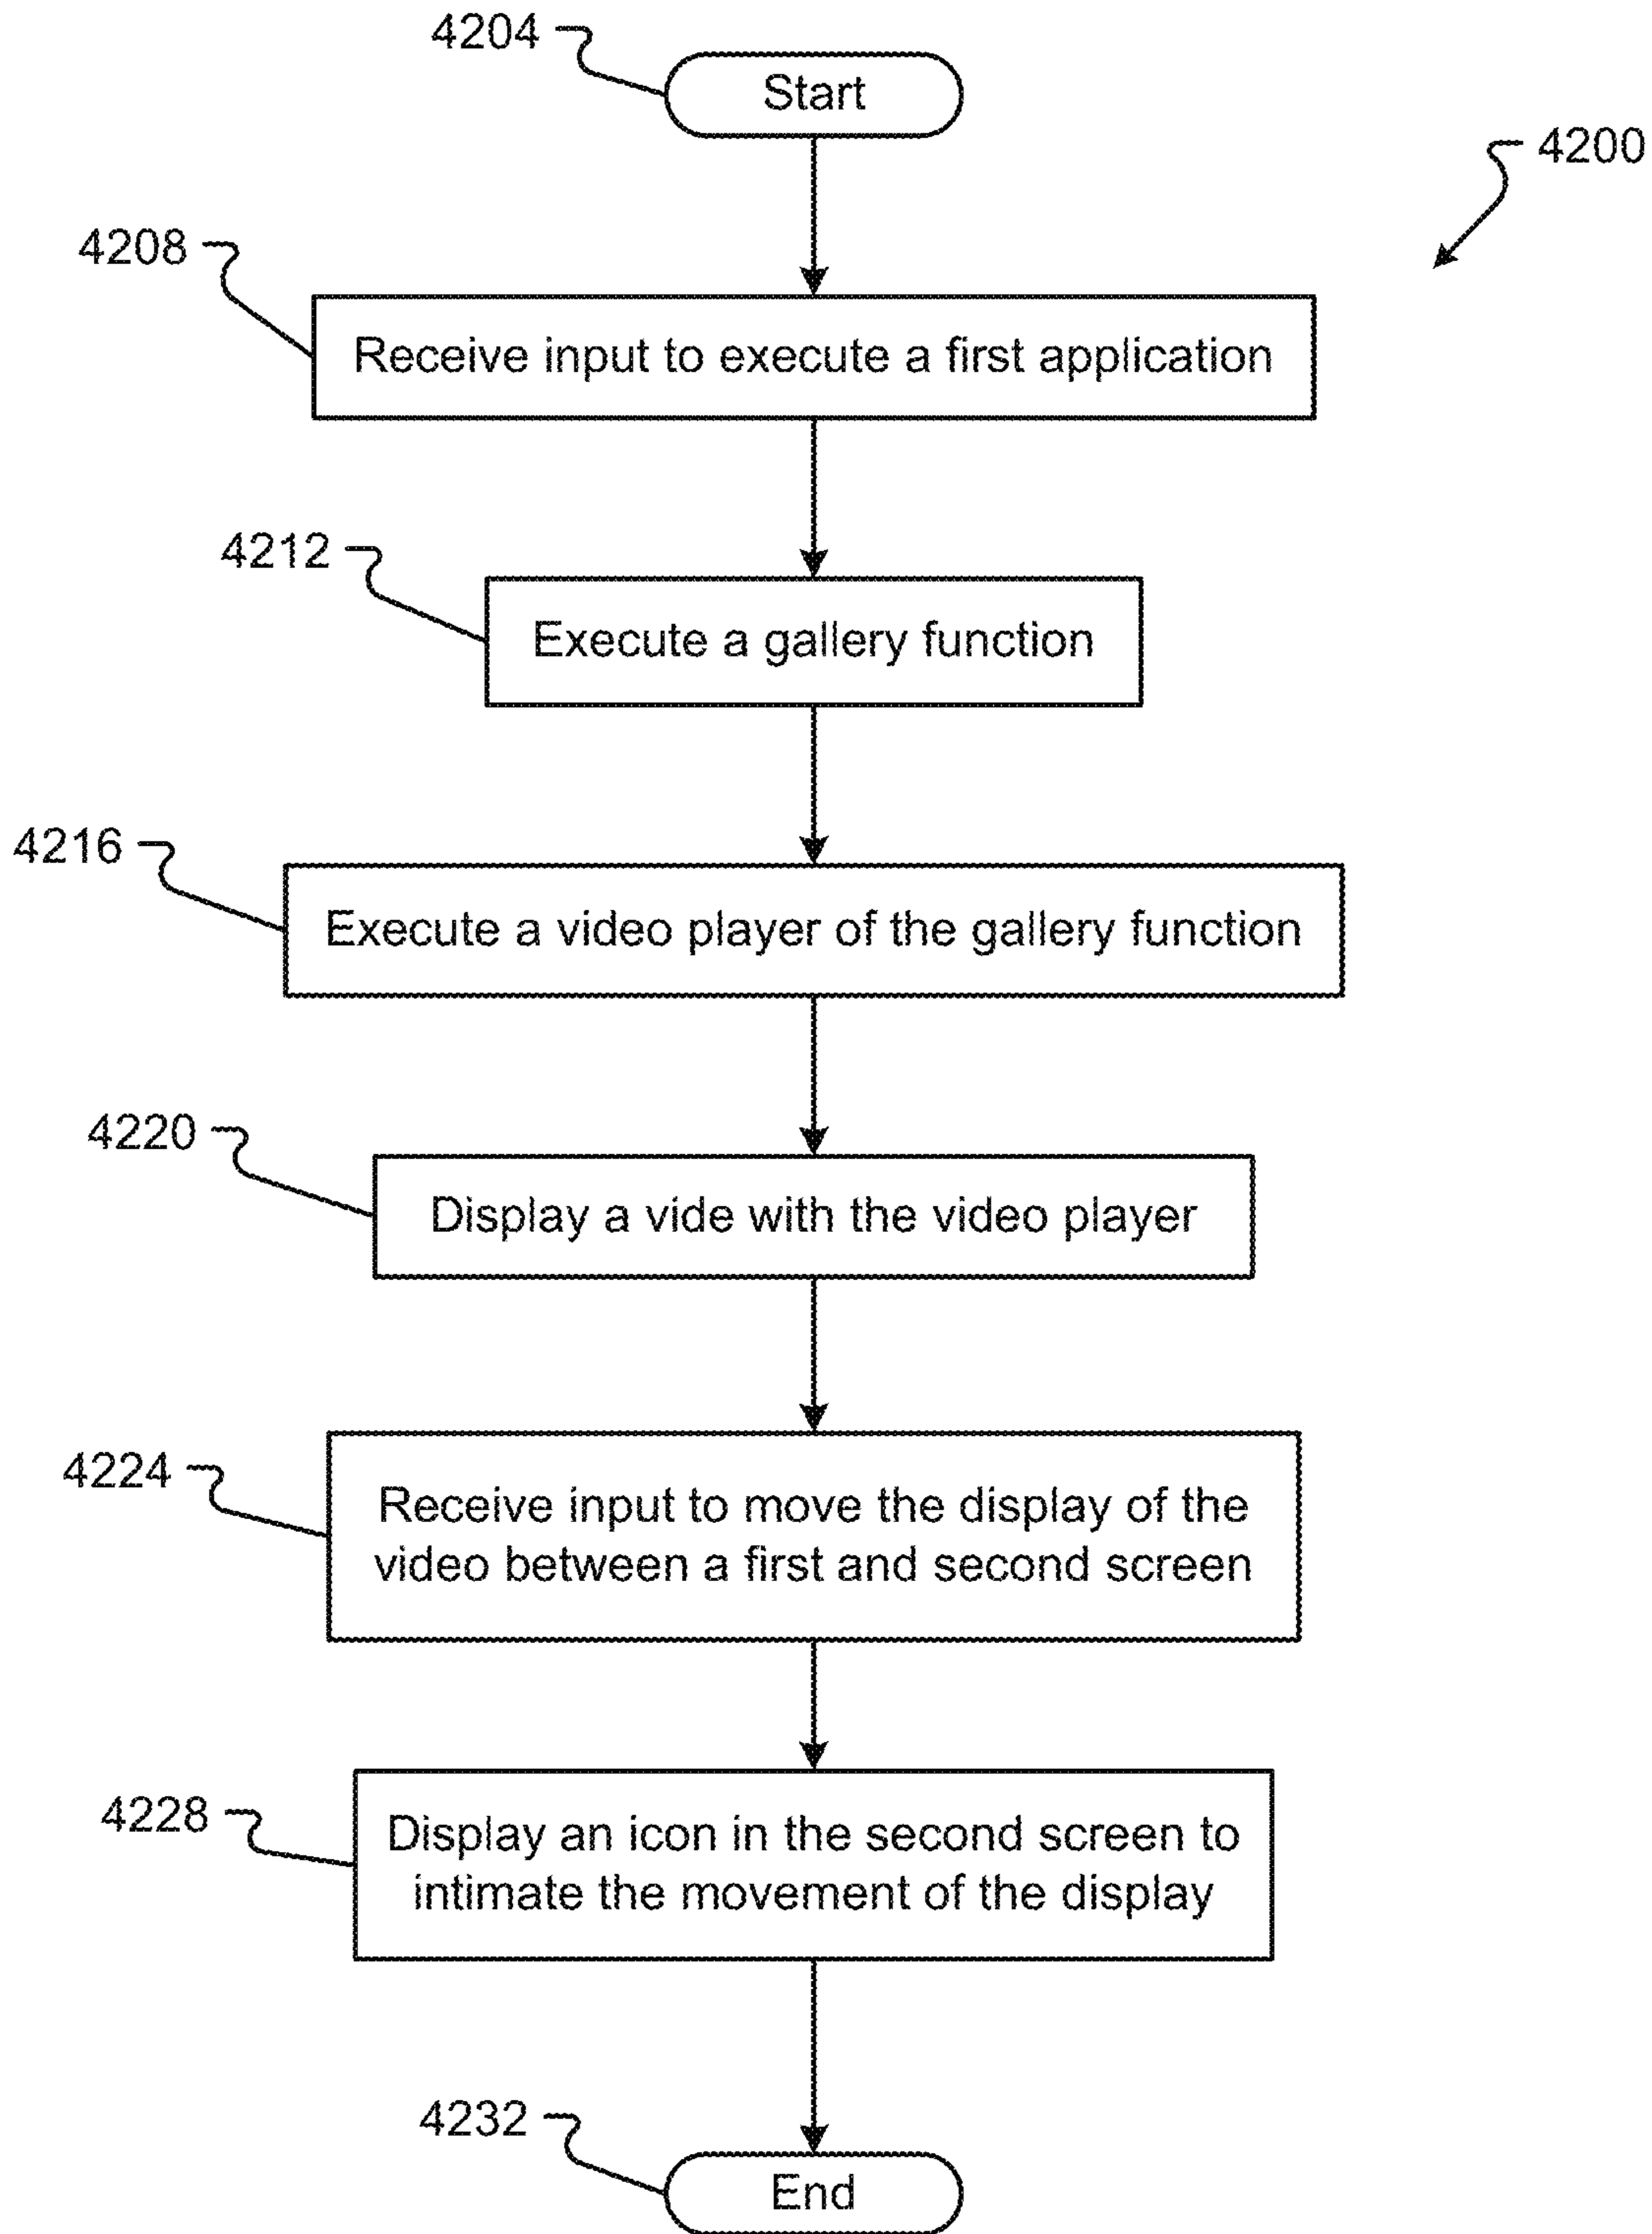 4204
Start
4200
4208
Receive input to execute a first application
4212
Execute a gallery function
4216
Execute a video player of the gallery function
4220
Display a vide with the video player
4224
Receive input to move the display of the
video between a first and second screen
4228
Display an icon in the second screen to
intimate the movement of the display
4232
End